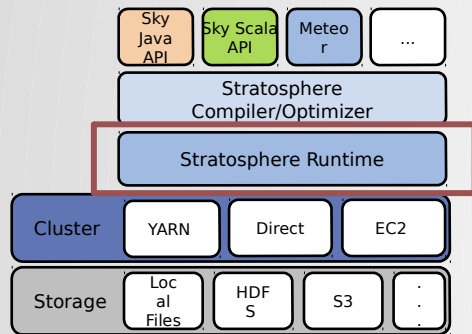 Sky
Java
API
Sky Scala
API
Meteo
r
...
Stratosphere
Compiler/Optimizer
Stratosphere Runtime
Cluster
YARN
Direct
EC2
Storage
Loc
al
Files
HDF
S
S3
.
.
.